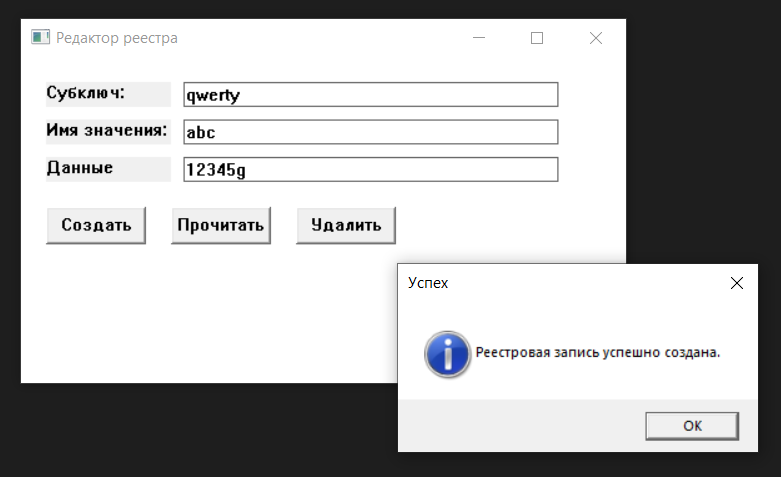 Редактор реестра
Субключ:
qwerty
Имя значения:
abc
Данные
12345g
Создать
Прочитать
Удалить
Успех
Реестровая запись успешно создана.
OK